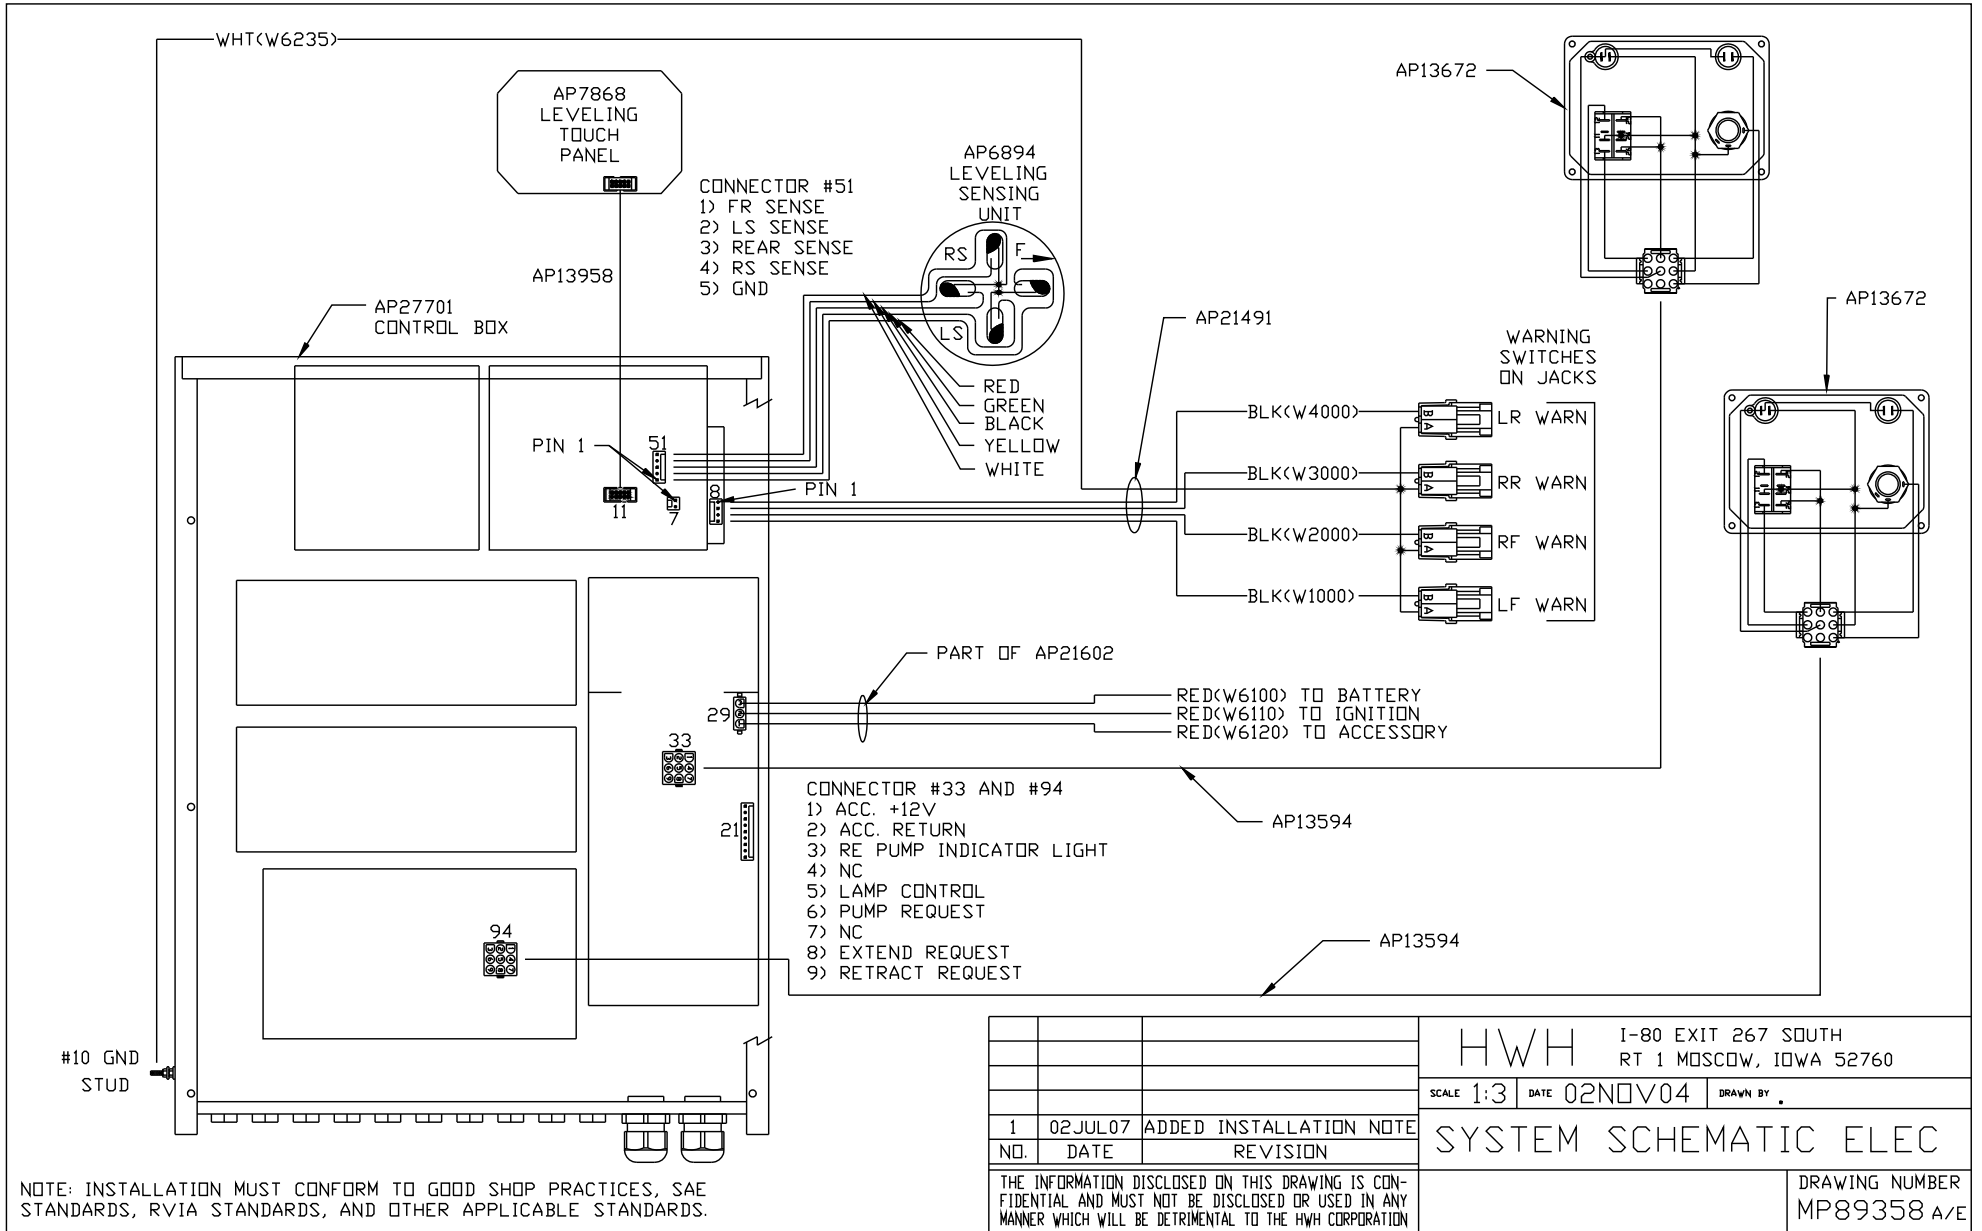 WHT(W6235)
AP7868
LEVELING
TOUCH
PANEL
AP13958
CONNECTOR #51
1) FR SENSE
2) LS SENSE
3) REAR SENSE
4) RS SENSE
5) GND
AP6894
LEVELING
SENSING
UNIT
RS
F
LS
RED
GREEN
BLACK
YELLOW
WHITE
AP13672
AP13672
AP27701
CONTROL BOX
AP21491
WARNING
SWITCHES
ON JACKS
BLK(W4000)
B
A
LR WARN
BLK(W3000)
B
A
RR WARN
BLK(W2000)
B
A
RF WARN
BLK(W1000)
B
A
LF WARN
PIN 1
51
11
7
8
PIN 1
PART OF AP21602
29
RED(W6100) TO BATTERY
RED(W6110) TO IGNITION
RED(W6120) TO ACCESSORY
33
21
AP13594
CONNECTOR #33 AND #94
1) ACC. +12V
2) ACC. RETURN
3) RE PUMP INDICATOR LIGHT
4) NC
5) LAMP CONTROL
6) PUMP REQUEST
7) NC
8) EXTEND REQUEST
9) RETRACT REQUEST
94
AP13594
#10 GND
STUD
NOTE: INSTALLATION MUST CONFORM TO GOOD SHOP PRACTICES, SAE
STANDARDS, RVIA STANDARDS, AND OTHER APPLICABLE STANDARDS.
1 02JUL07 ADDED INSTALLATION NOTE
NO. DATE REVISION
THE INFORMATION DISCLOSED ON THIS DRAWING IS CON-
FIDENTIAL AND MUST NOT BE DISCLOSED OR USED IN ANY
MANNER WHICH WILL BE DETRIMENTAL TO THE HWH CORPORATION
HWH
I-80 EXIT 267 SOUTH
RT 1 MOSCOW, IOWA 52760
SCALE 1:3 DATE 02NOV04 DRAWN BY .
SYSTEM SCHEMATIC ELEC
DRAWING NUMBER
MP89358 A/E